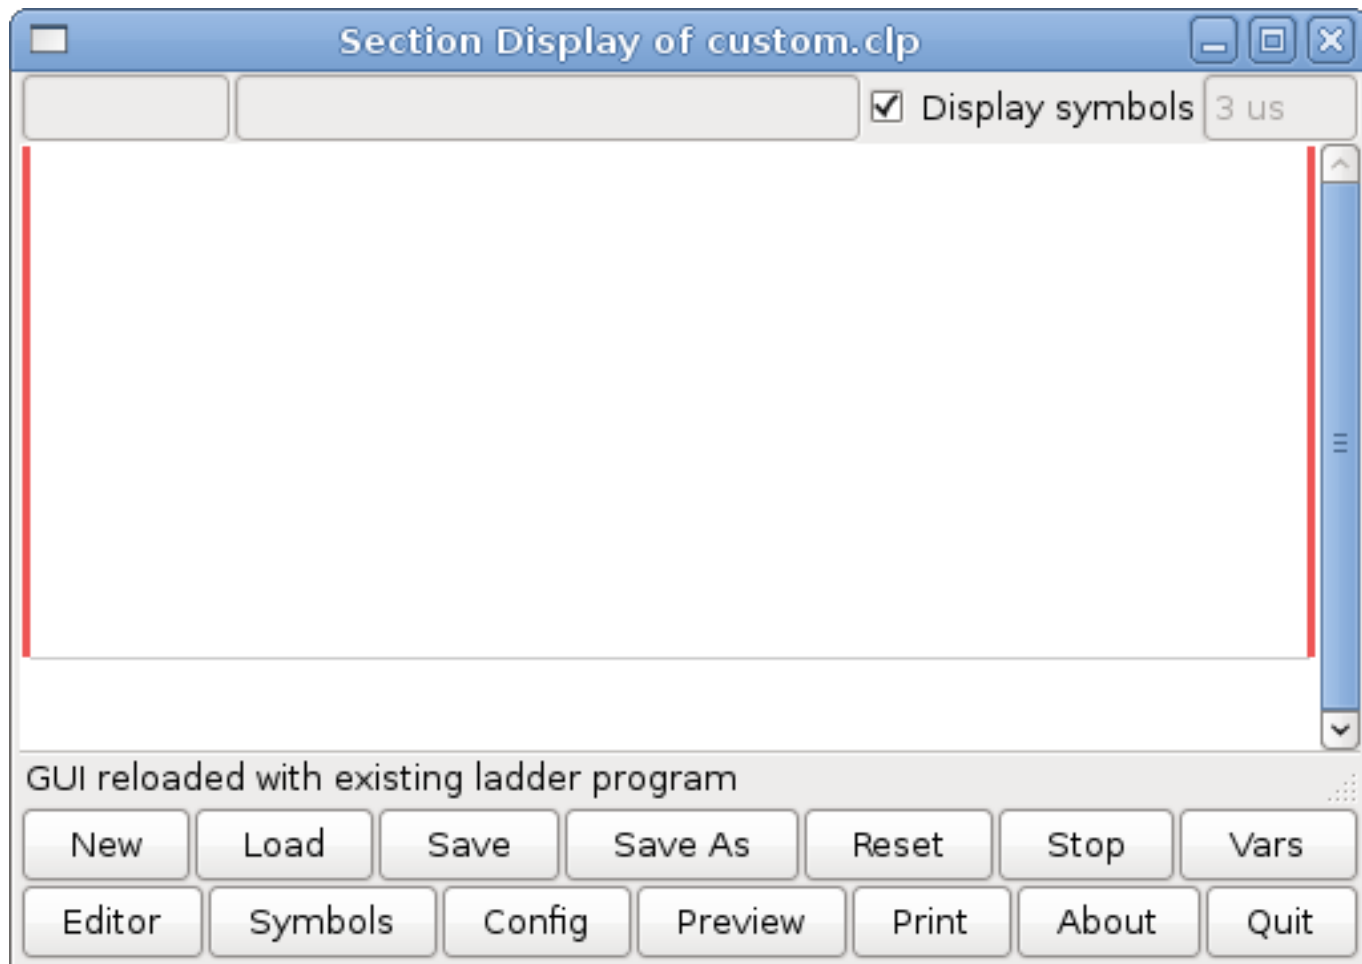 Section Display of custom.clp
Display symbols 3 us
GUI reloaded with existing ladder program
New Load Save Save As Reset Stop Vars
Editor Symbols Config Preview Print About Quit